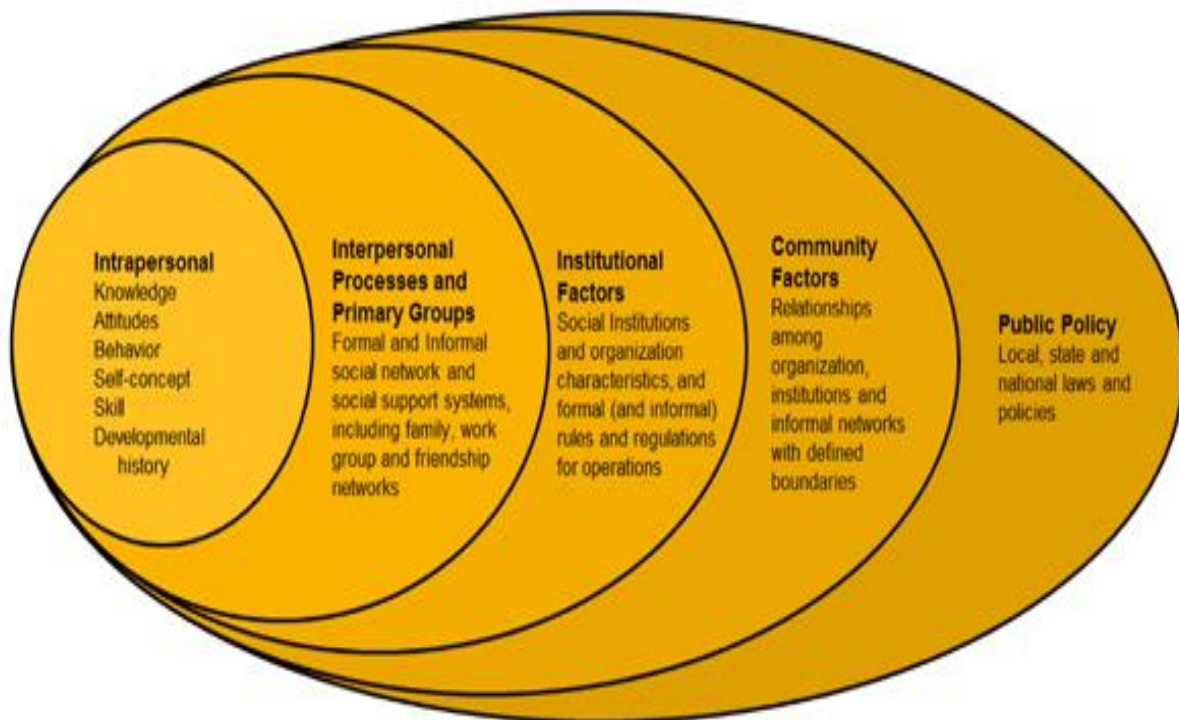 Intrapersonal
Knowledge
Attitudes
Behavior
Self-concept
Skill
Developmental
history
Interpersonal
Processes and
Primary Groups
Formal and Informal
social network and
social support systems,
including family, work
group and friendship
networks
Institutional
Factors
Social Institutions
and organization
characteristics, and
formal (and informal)
rules and regulations
for operations
Community
Factors
Relationships
among
organization,
institutions and
informal networks
with defined
boundaries
Public Policy
Local, state and
national laws and
policies